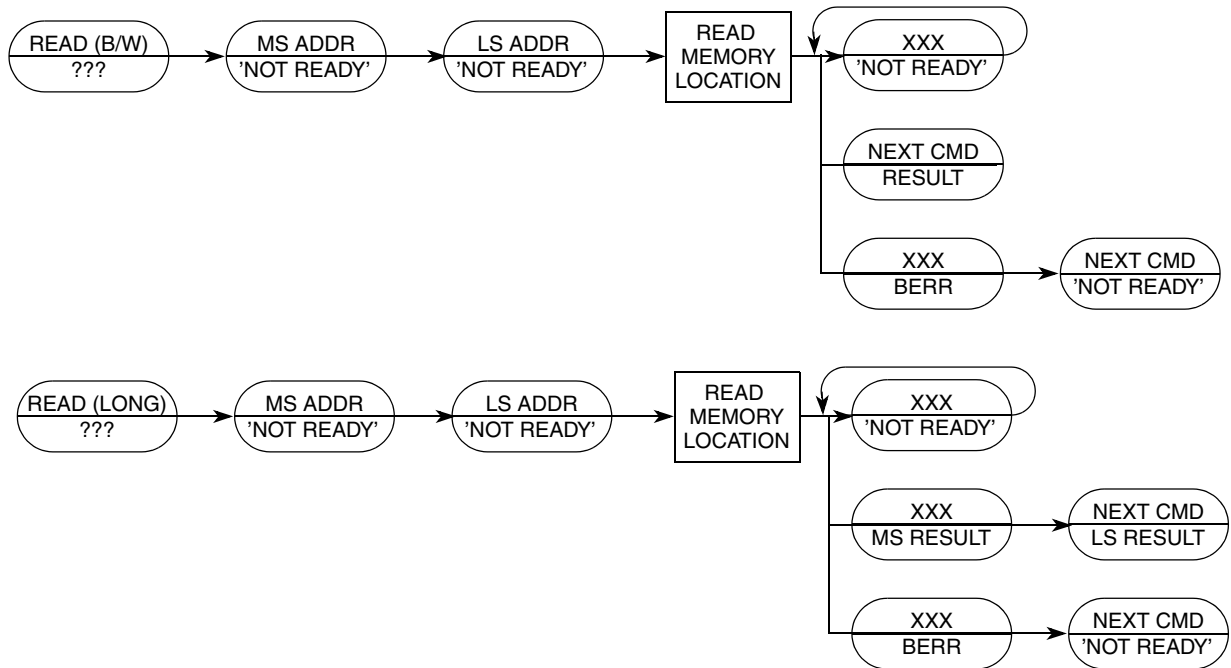 READ (B/W)
???
MS ADDR
'NOT READY'
LS ADDR
'NOT READY'
READ
MEMORY
LOCATION
XXX
'NOT READY'
NEXT CMD
RESULT
XXX
BERR
NEXT CMD
'NOT READY'
READ (LONG)
???
MS ADDR
'NOT READY'
LS ADDR
'NOT READY'
READ
MEMORY
LOCATION
XXX
'NOT READY'
XXX
MS RESULT
NEXT CMD
LS RESULT
XXX
BERR
NEXT CMD
'NOT READY'